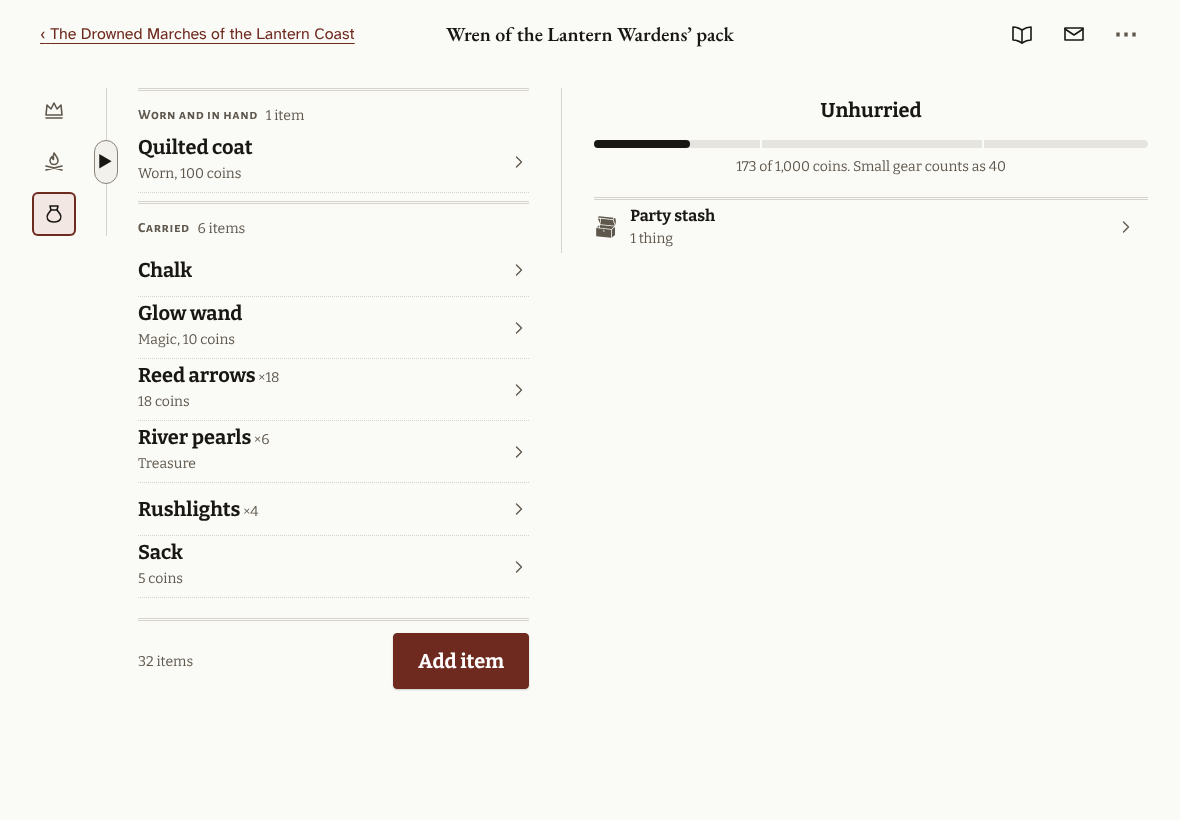 ‹ The Drowned Marches of the Lantern Coast
Wren of the Lantern Wardens’ pack
Worn and in hand 1 item
Quilted coat
Worn, 100 coins
Carried 6 items
Chalk
Glow wand
Magic, 10 coins
Reed arrows ×18
18 coins
River pearls ×6
Treasure
Rushlights ×4
Sack
5 coins
32 items
Add item
Unhurried
173 of 1,000 coins. Small gear counts as 40
Party stash
1 thing